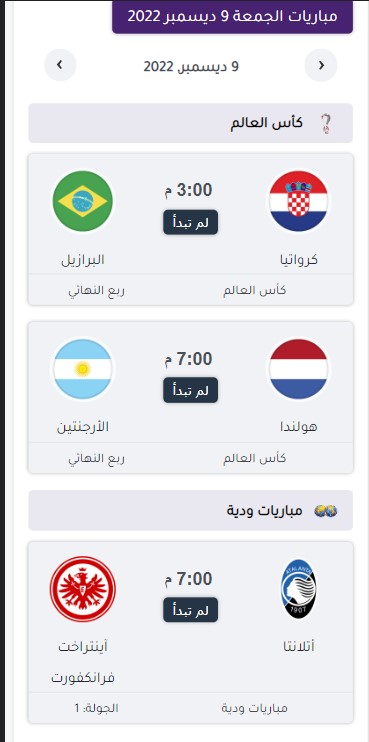 مباريات الجمعة 9 ديسمبر 2022
9 ديسمبر, 2022
كأس العالم
3:00 م
لم تبدأ
كرواتيا
البرازيل
كأس العالم
ربع النهائي
7:00 م
لم تبدأ
هولندا
الأرجنتين
كأس العالم
ربع النهائي
مباريات ودية
ATALANTA
1907
7:00 م
لم تبدأ
أتلانتا
آينتراخت
فرانكفورت
مباريات ودية
الجولة: 1